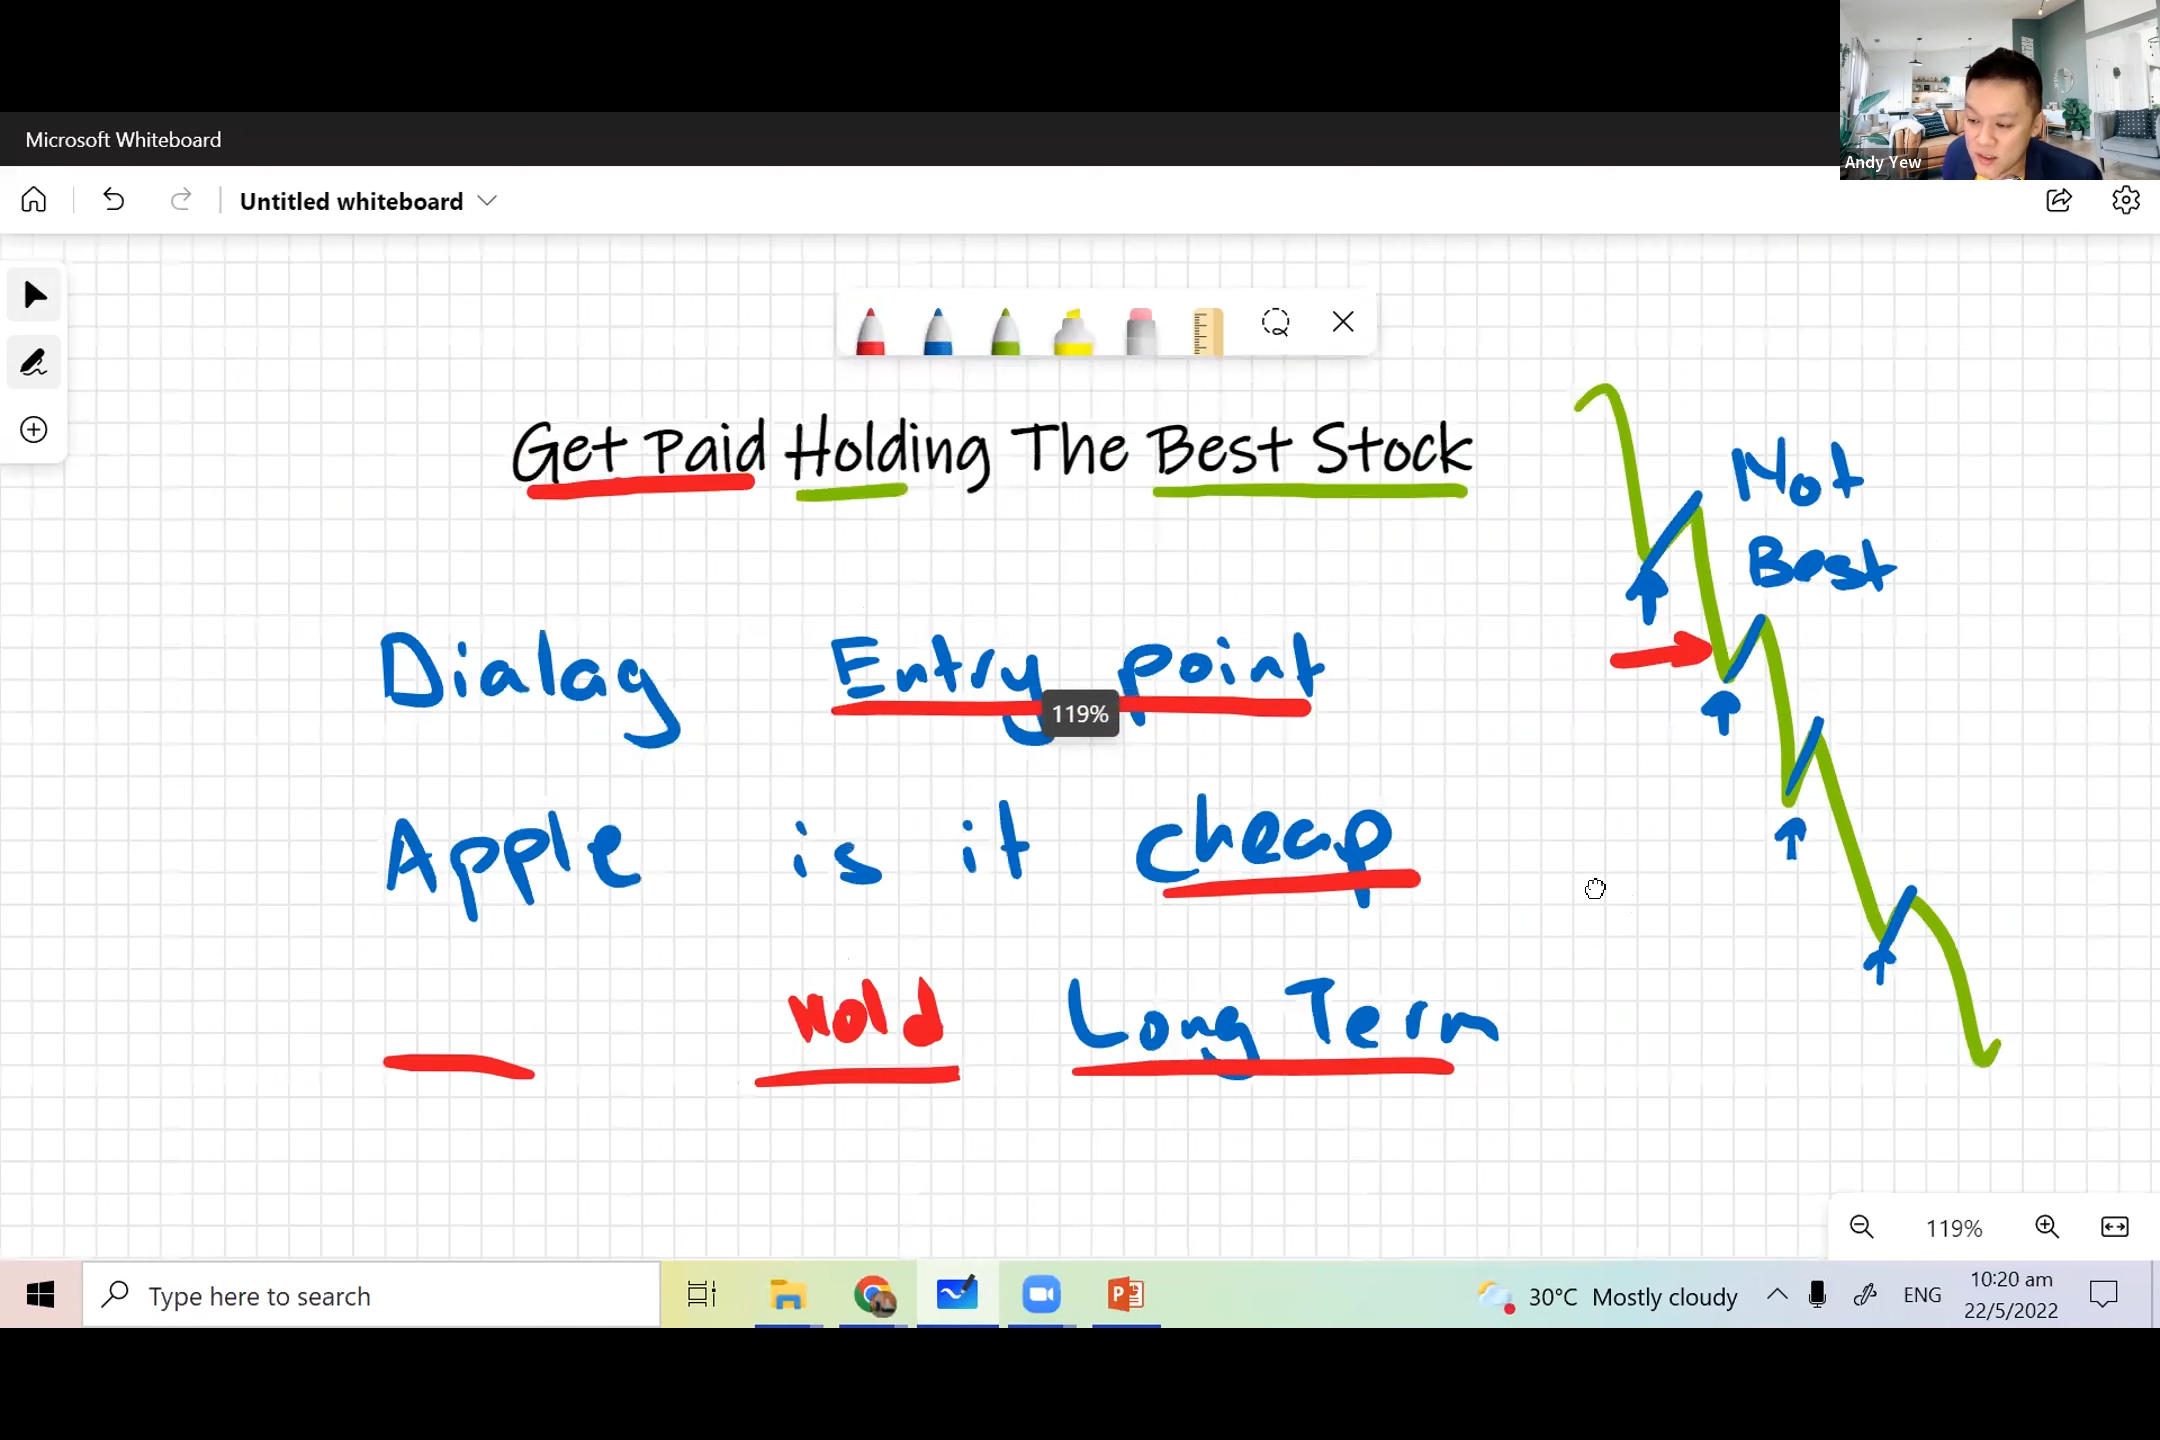 Andy Yew
Microsoft Whiteboard
Untitled whiteboard
Get Paid Holding The Best Stock
Not
Best
Dialag Entry point
119%
Apple is it cheap
Hold Long Term
119%
Type here to search
30°C Mostly cloudy
ENG
10:20 am
22/5/2022